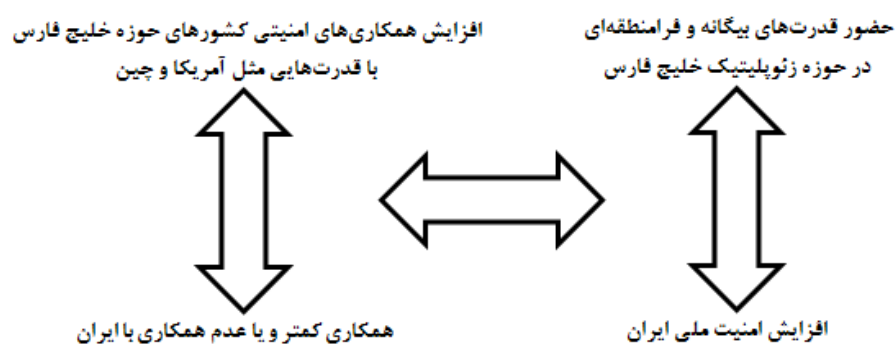 حضور قدرت‌های بیگانه و فرامنطقه‌ای
در حوزه ژئوپلیتیک خلیج فارس
افزایش همکاری‌های امنیتی کشورهای حوزه خلیج فارس
با قدرت‌هایی مثل آمریکا و چین
افزایش امنیت ملی ایران
همکاری کمتر و یا عدم همکاری با ایران